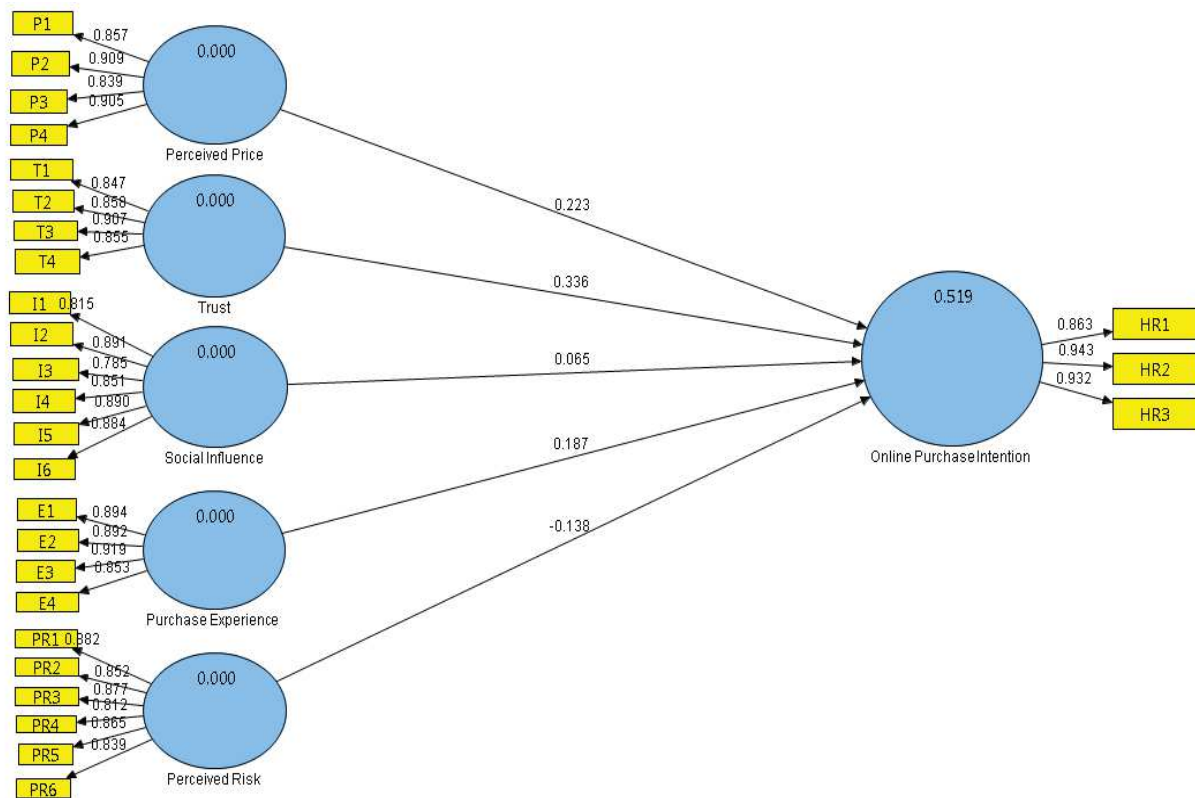 P1
0.857
0.000
P2
0.909
P3
0.839
P4
0.905
Perceived Price
T1
0.847
0.000
T2
0.858
T3
0.907
T4
0.855
Trust
I1
0.815
0.000
I2
0.891
I3
0.785
I4
0.851
I5
0.890
I6
0.884
Social Influence
E1
0.894
0.000
E2
0.892
E3
0.919
E4
0.853
Purchase Experience
PR1
0.882
0.000
PR2
0.852
PR3
0.877
PR4
0.812
PR5
0.865
PR6
0.839
Perceived Risk
0.223
0.336
0.065
0.187
-0.138
0.519
Online Purchase Intention
0.863
HR1
0.943
HR2
0.932
HR3